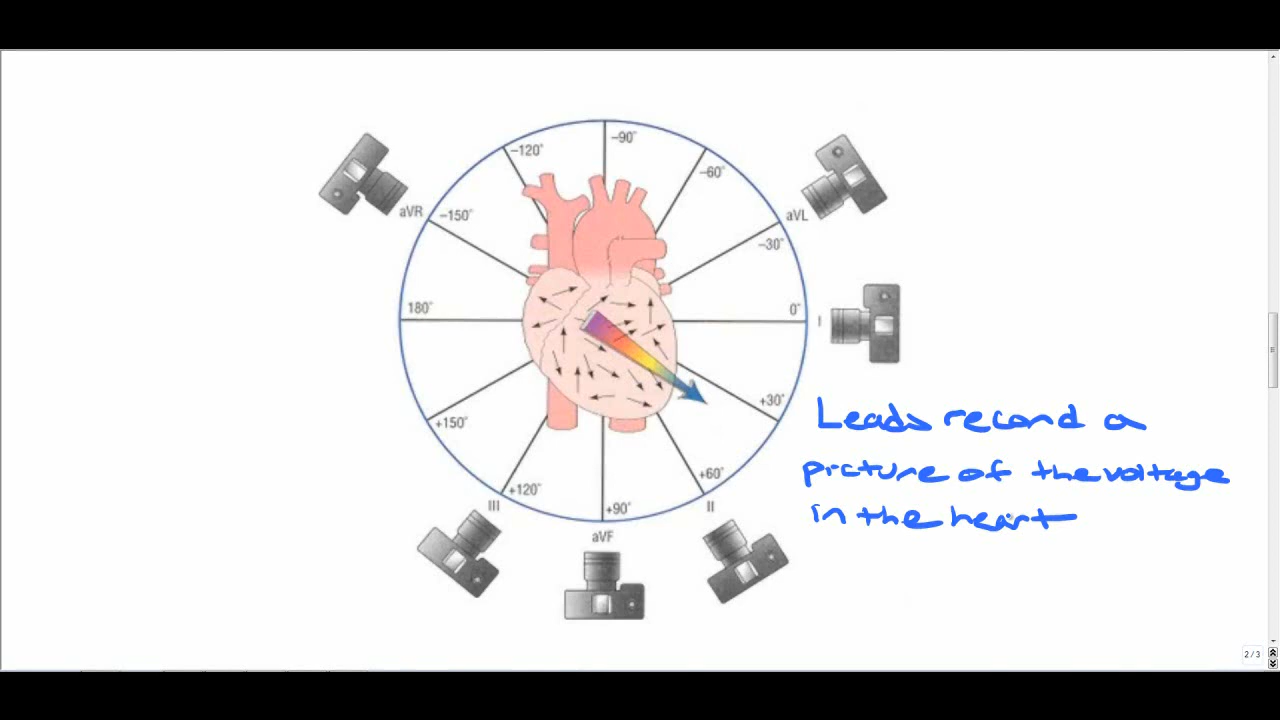 -90°
-120°
-60°
aVR
-150°
aVL
-30°
180°
0°
I
+30°
Leads record a
+150°
picture of the voltage
+60°
+120°
III
+90°
II
in the heart
aVF
2 / 3